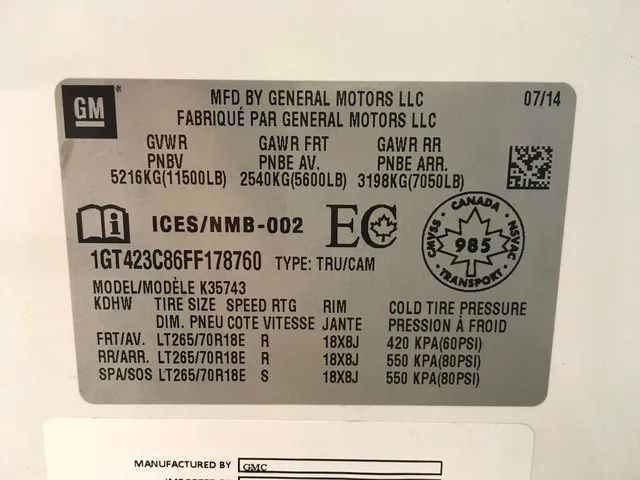 GM
MFD BY GENERAL MOTORS LLC 07/14
FABRIQUÉ PAR GENERAL MOTORS LLC
GVWR GAWR FRT GAWR RR
PNBV PNBE AV. PNBE ARR.
5216KG(11500LB) 2540KG(5600LB) 3198KG(7050LB)
i ICES/NMB-002 EC
CANADA CMVSS 985 NSVAC TRANSPORT
1GT423C86FF178760 TYPE: TRU/CAM
MODEL/MODÈLE K35743
KDHW TIRE SIZE SPEED RTG RIM COLD TIRE PRESSURE
DIM. PNEU COTE VITESSE JANTE PRESSION À FROID
FRT/AV. LT265/70R18E R 18X8J 420 KPA(60PSI)
RR/ARR. LT265/70R18E R 18X8J 550 KPA(80PSI)
SPA/SOS LT265/70R18E S 18X8J 550 KPA(80PSI)
MANUFACTURED BY GMC